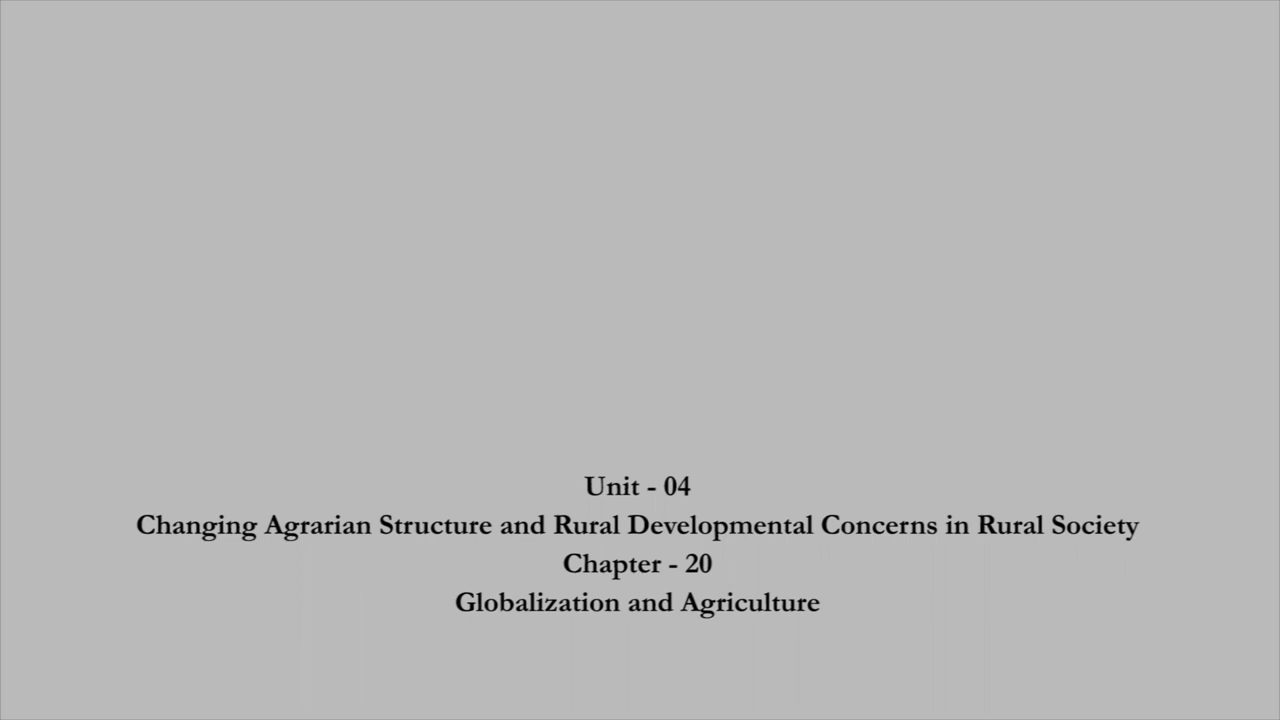 Unit - 04
Changing Agrarian Structure and Rural Developmental Concerns in Rural Society
Chapter - 20
Globalization and Agriculture